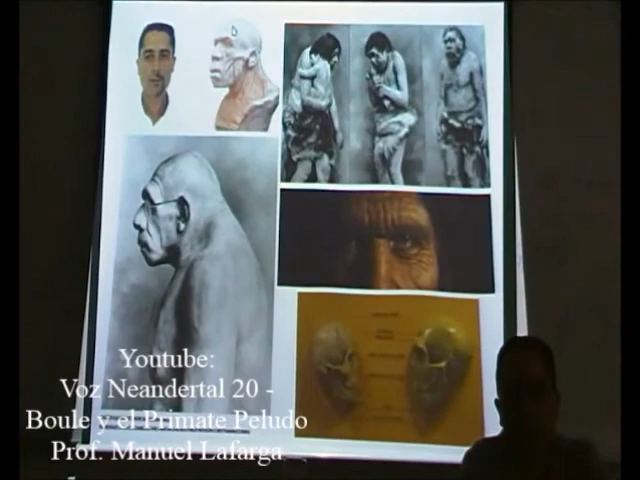 Youtube:
Voz Neandertal 20 -
Boule y el Primate Peludo
Prof. Manuel Lafarga